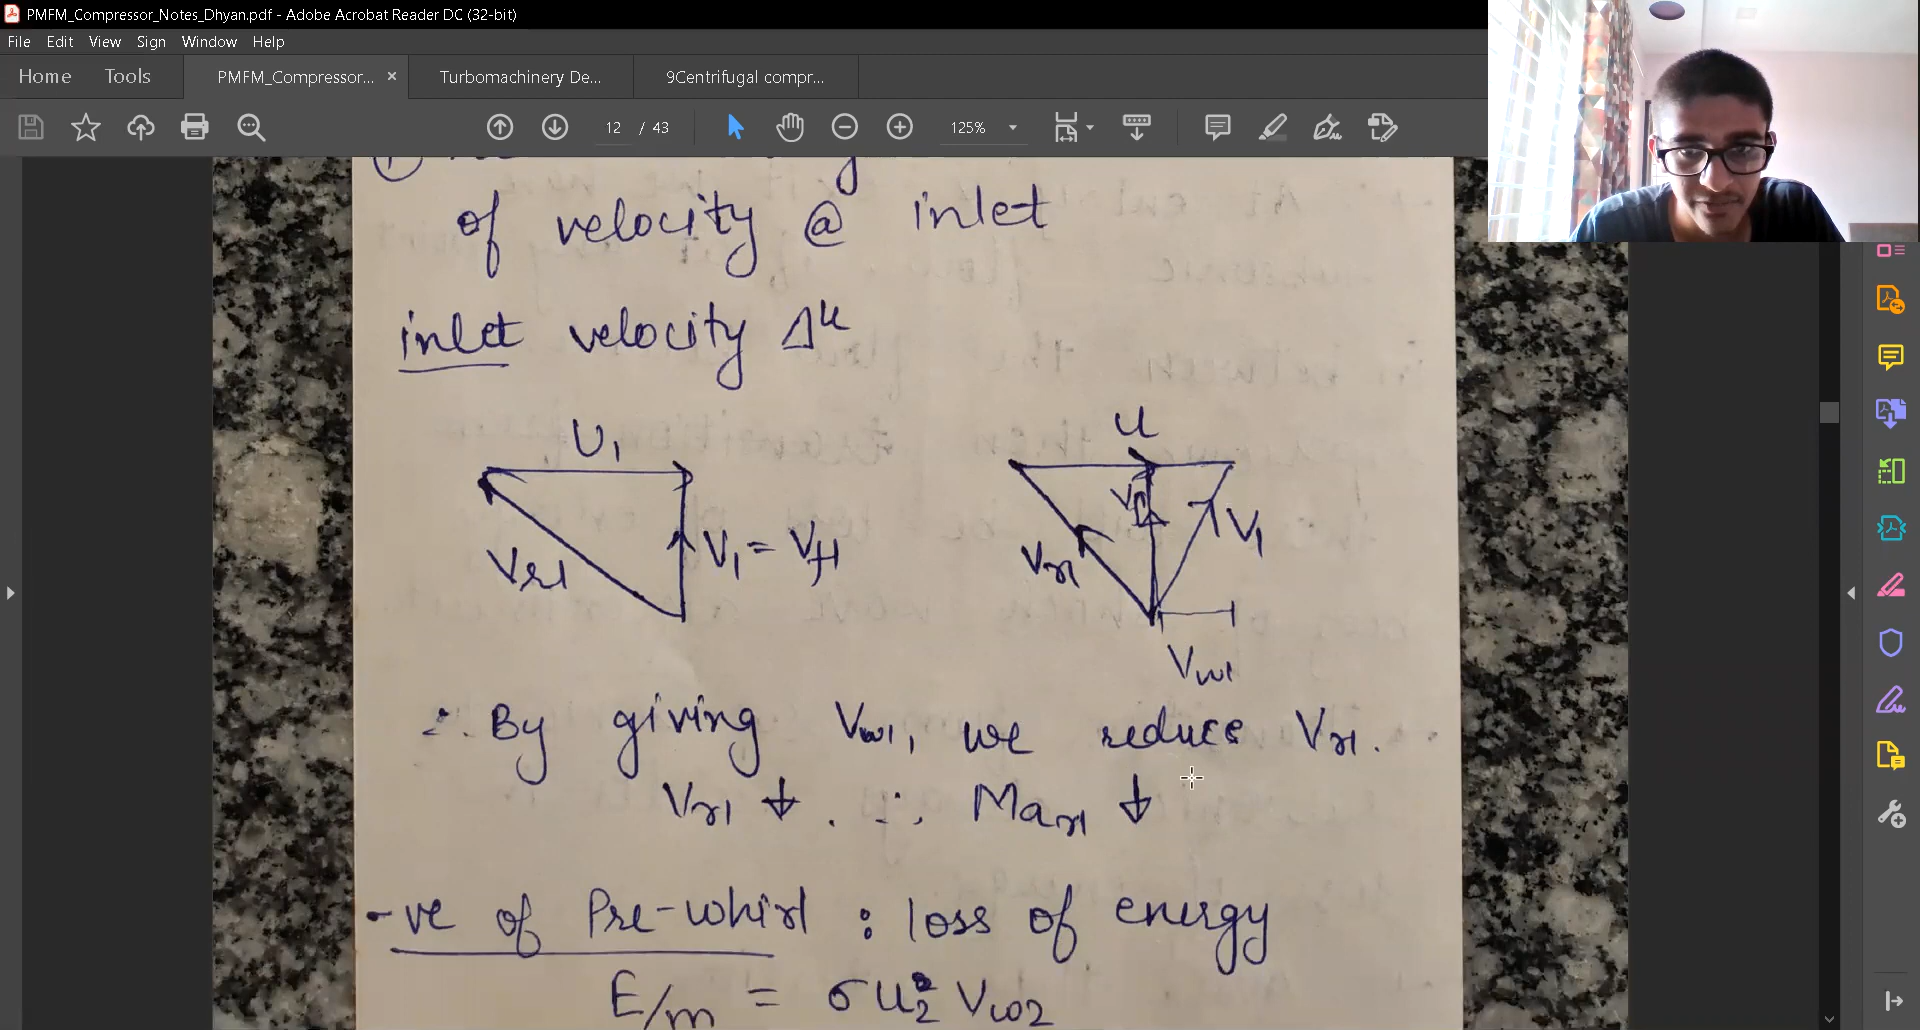 PMFM_Compressor_Notes_Dhyan.pdf - Adobe Acrobat Reader DC (32-bit)
File Edit View Sign Window Help
Home Tools PMFM_Compressor... × Turbomachinery De... 9Centrifugal compr...
12 / 43 125%
of velocity @ inlet
inlet velocity Δle
U1 U
Vr1 V1 = Vf1 Vr1 Vf1 V1
Vw1
∴ By giving Vw1, we reduce Vr1.
Vr1 ↓ . ∴ Mar1 ↓
-ve of Pre-whirl : loss of energy
E/m = σu₂² Vw2